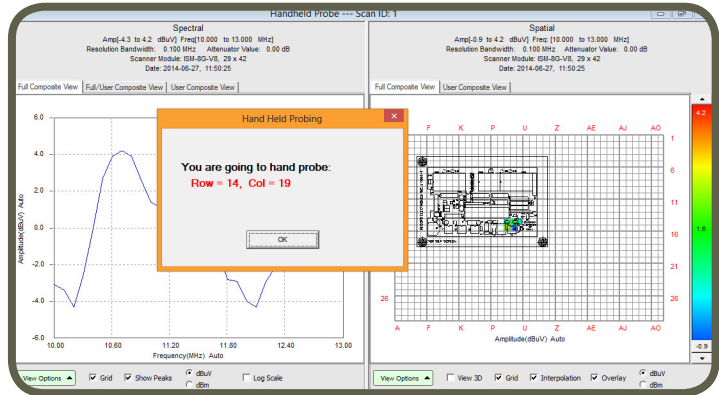 Handheld Probe --- Scan ID: 1
Spectral
Amp[-4.3 to 4.2 dBuV] Freq[10.000 to 13.000 MHz]
Resolution Bandwidth: 0.100 MHz Attenuator Value: 0.00 dB
Scanner Module: ISM-8G-V8, 29 x 42
Date: 2014-06-27, 11:50:25
Full Composite View Full/User Composite View User Composite View
6.0
4.0
2.0
0.0
-2.0
-4.0
-6.0
Amplitude(dBuV) Auto
10.00 10.60 11.20 11.80 12.40 13.00
Frequency(MHz) Auto
View Options Grid Show Peaks dBuV dBm Log Scale
Hand Held Probing
You are going to hand probe:
Row = 14, Col = 19
OK
Spatial
Amp[-0.9 to 4.2 dBuV] Freq: [10.000 to 13.000 MHz]
Resolution Bandwidth: 0.100 MHz Attenuator Value: 0.00 dB
Scanner Module: ISM-8G-V8, 29 x 42
Date: 2014-06-27, 11:50:25
Full Composite View User Composite View
F K P U Z AE AJ AO
1
6
11
16
21
26
26
A F K P U Z AE AJ AO
Amplitude(dBuV) Auto
4.2
1.6
-0.9
View Options View 3D Grid Interpolation Overlay dBuV dBm